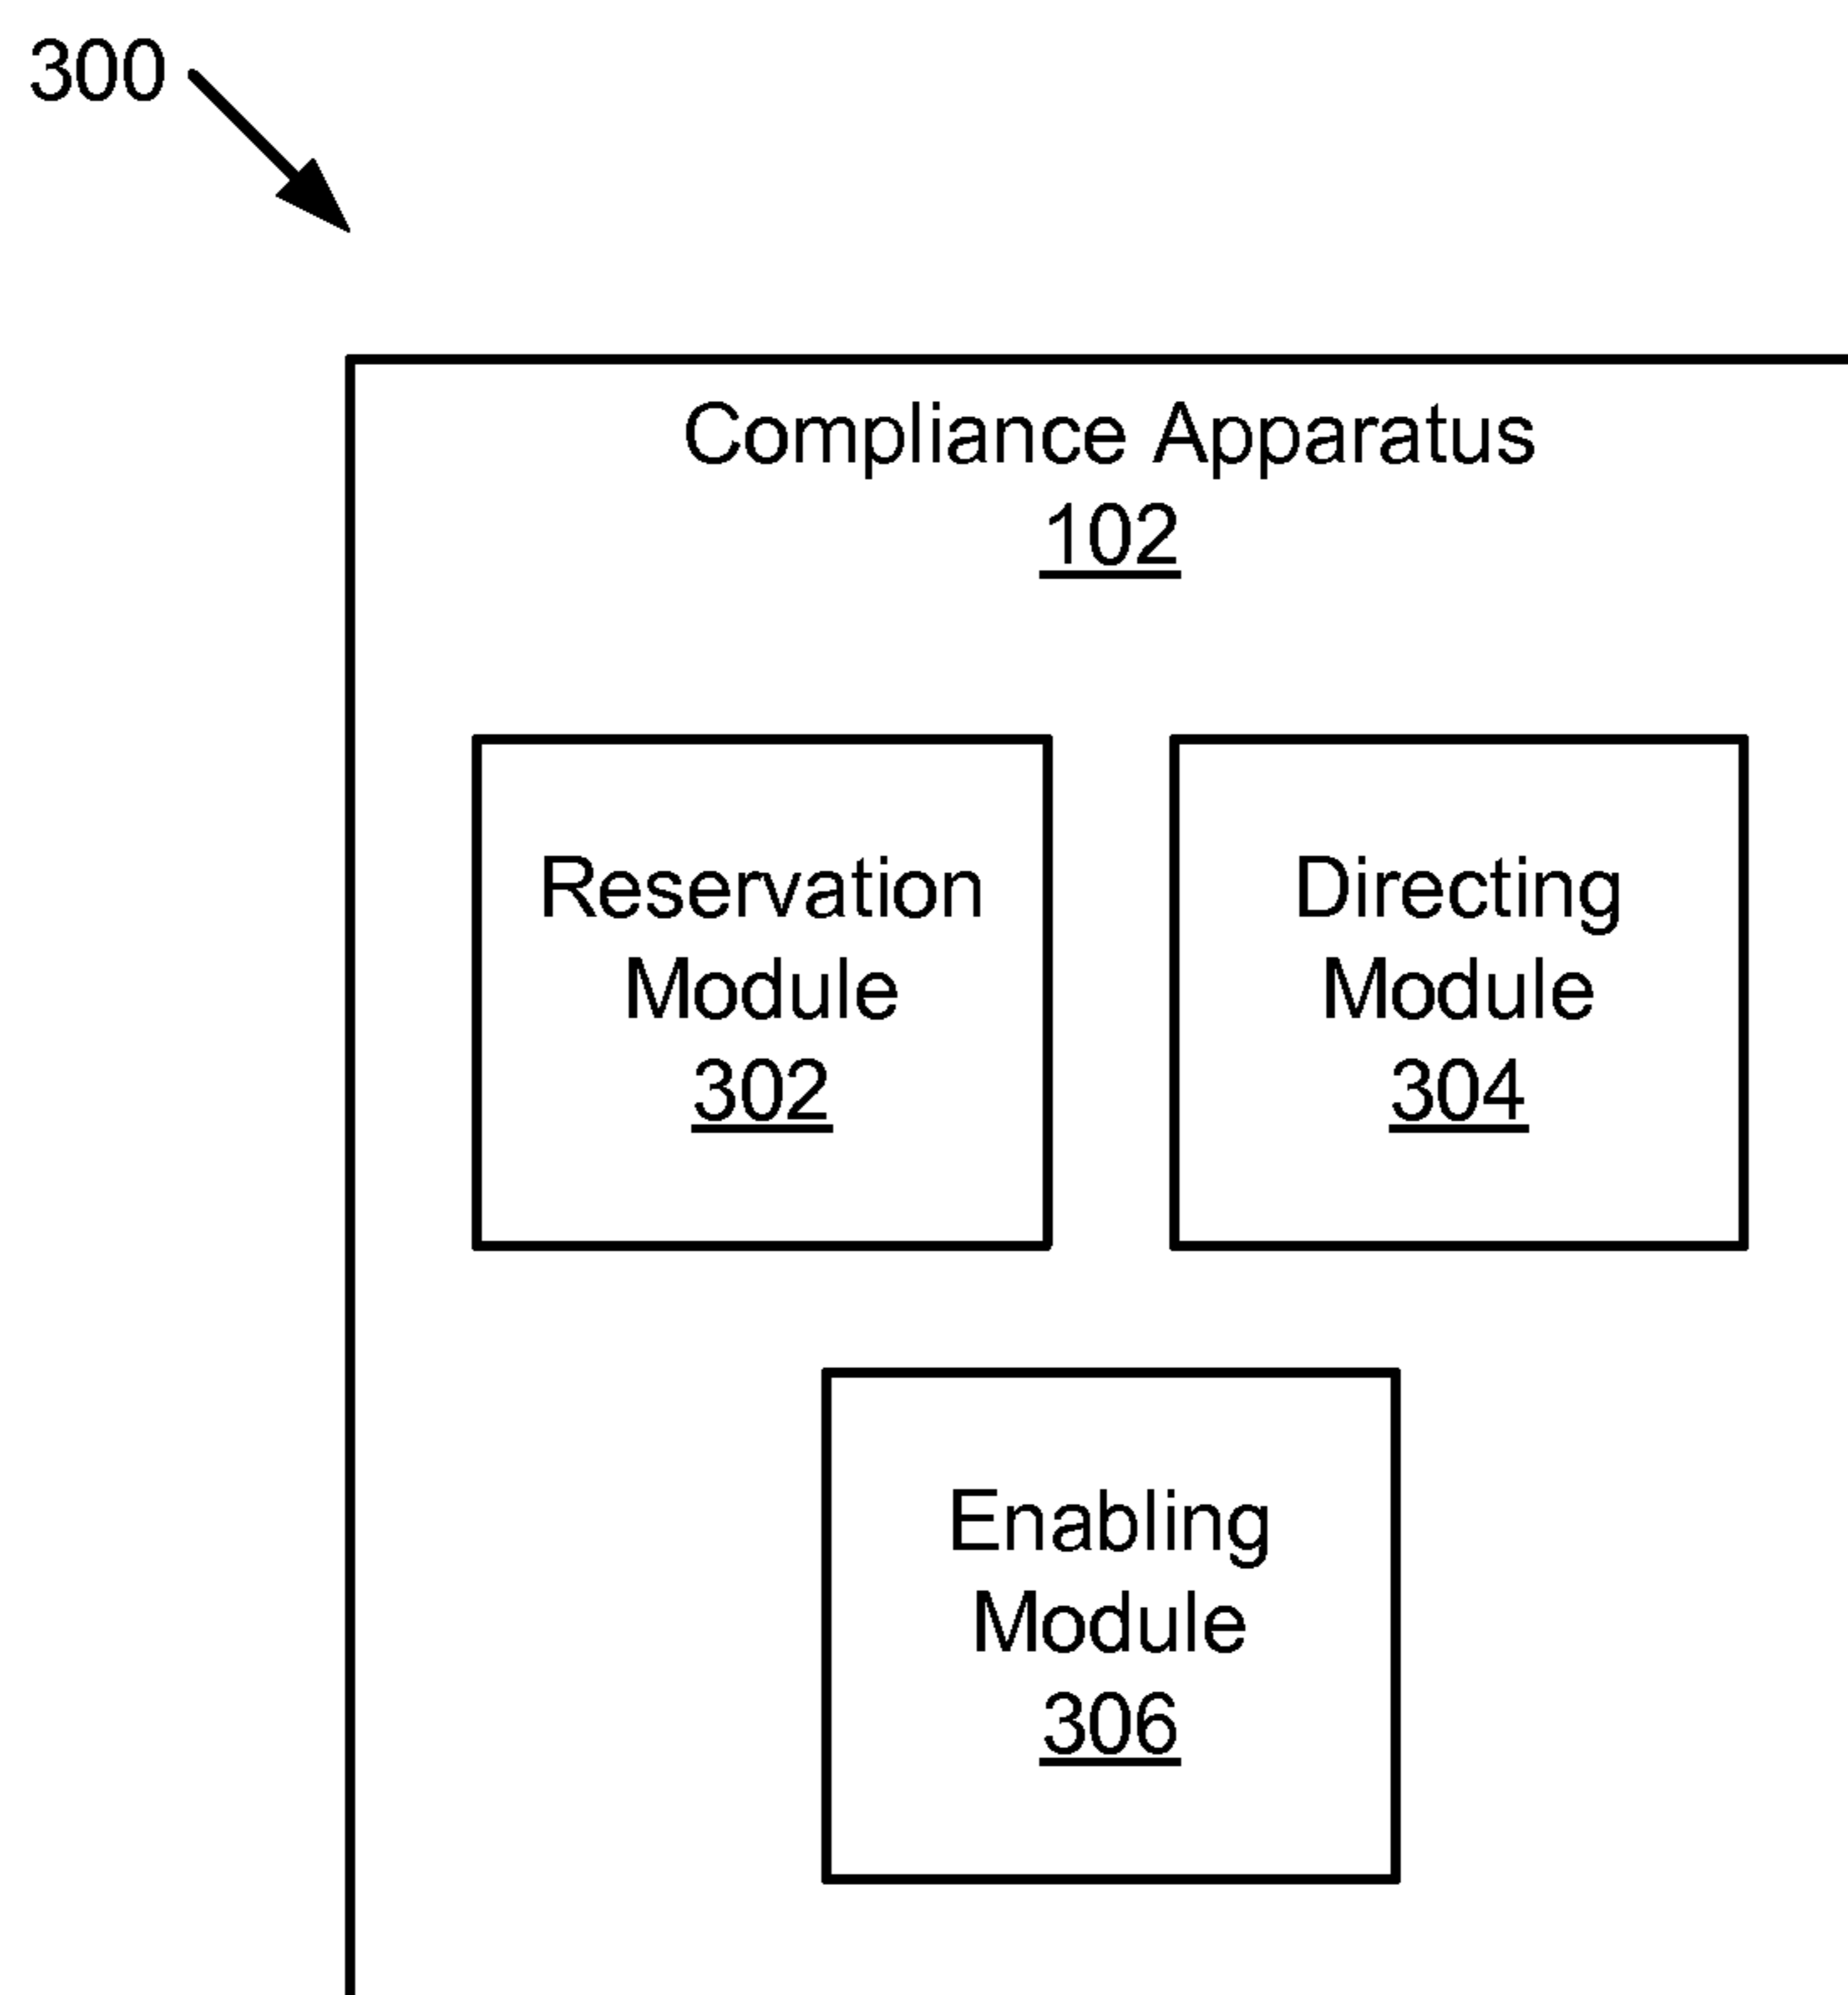 300
Compliance Apparatus
102
Reservation
Module
302
Directing
Module
304
Enabling
Module
306